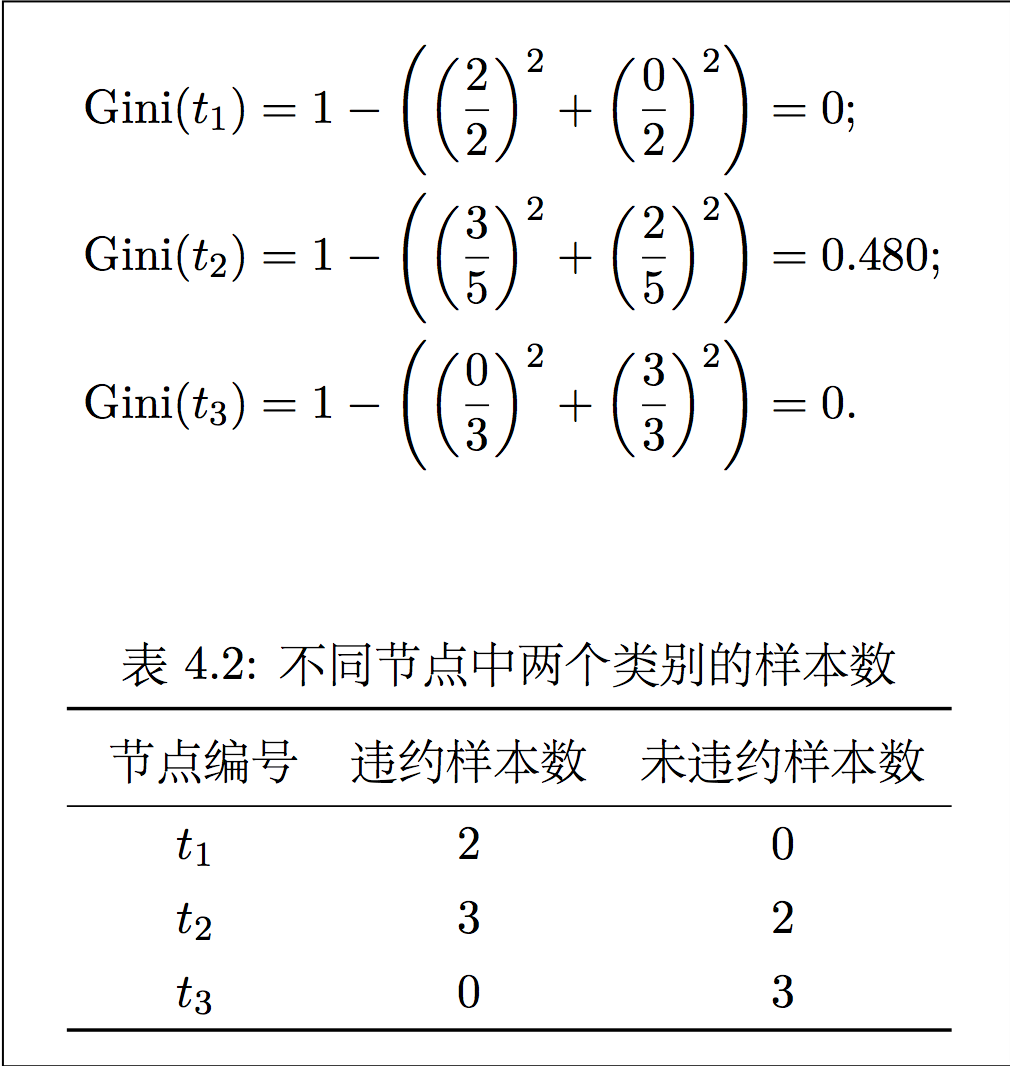 Gini(t₁) = 1 − ((2/2)² + (0/2)²) = 0;
Gini(t₂) = 1 − ((3/5)² + (2/5)²) = 0.480;
Gini(t₃) = 1 − ((0/3)² + (3/3)²) = 0.
表 4.2: 不同节点中两个类别的样本数
节点编号 违约样本数 未违约样本数
t₁ 2 0
t₂ 3 2
t₃ 0 3